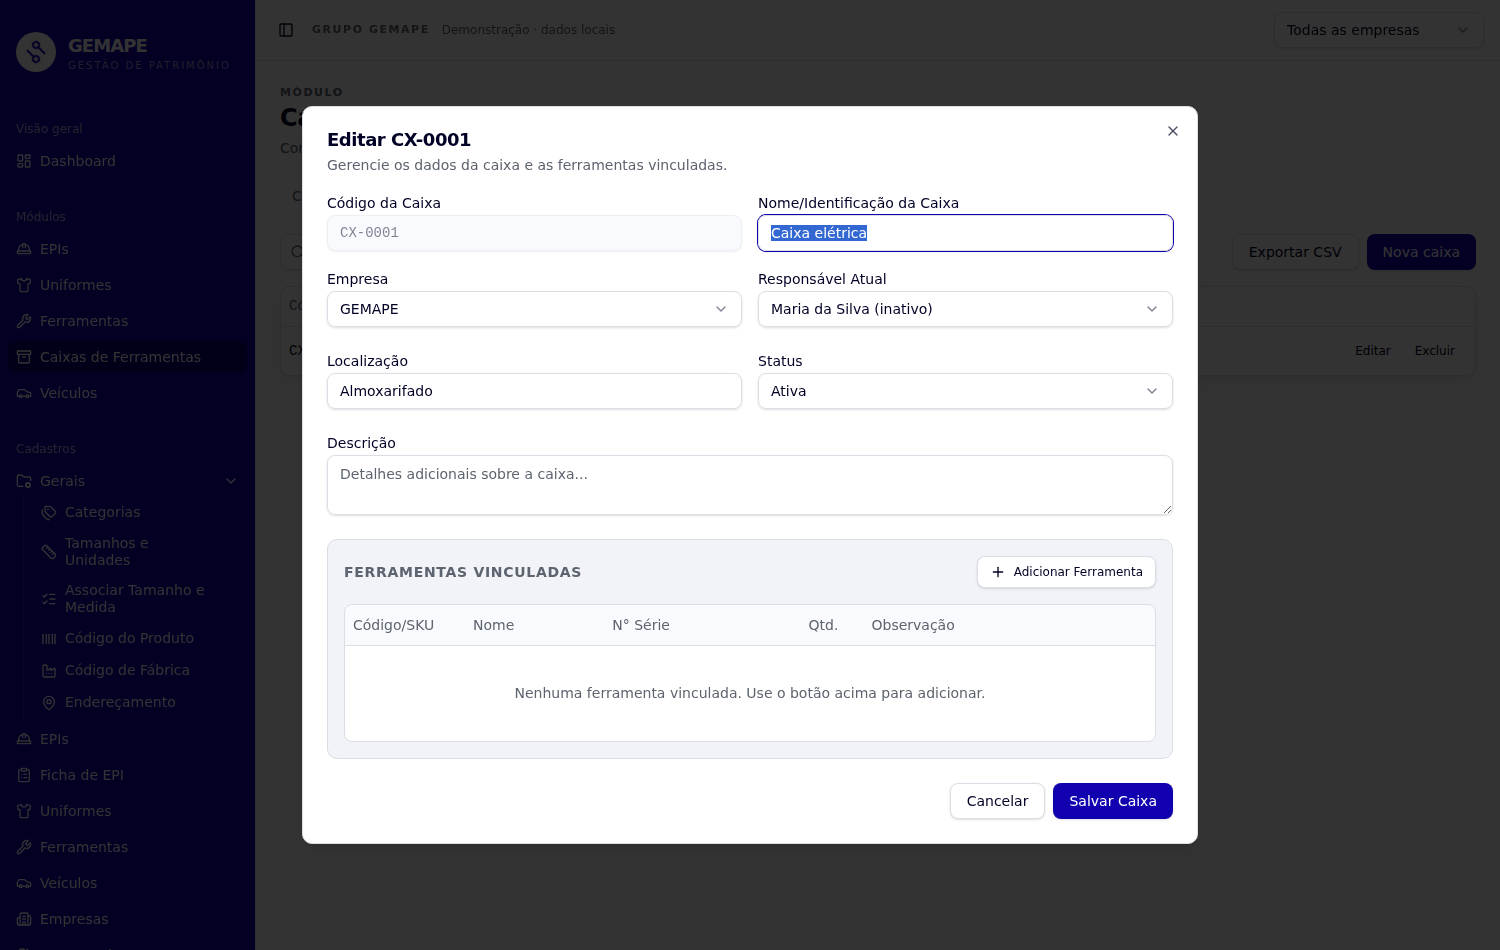 GEMAPE
GESTÃO DE PATRIMÔNIO
Visão geral
Dashboard
Módulos
EPIs
Uniformes
Ferramentas
Caixas de Ferramentas
Veículos
Cadastros
Gerais
Categorias
Tamanhos e
Unidades
Associar Tamanho e
Medida
Código do Produto
Código de Fábrica
Endereçamento
EPIs
Ficha de EPI
Uniformes
Ferramentas
Veículos
Empresas
GRUPO GEMAPE
Demonstração · dados locais
Todas as empresas
MÓDULO
Exportar CSV
Nova caixa
Editar
Excluir
Editar CX-0001
Gerencie os dados da caixa e as ferramentas vinculadas.
Código da Caixa
CX-0001
Nome/Identificação da Caixa
Caixa elétrica
Empresa
GEMAPE
Responsável Atual
Maria da Silva (inativo)
Localização
Almoxarifado
Status
Ativa
Descrição
Detalhes adicionais sobre a caixa...
FERRAMENTAS VINCULADAS
Adicionar Ferramenta
Código/SKU Nome N° Série Qtd. Observação
Nenhuma ferramenta vinculada. Use o botão acima para adicionar.
Cancelar
Salvar Caixa